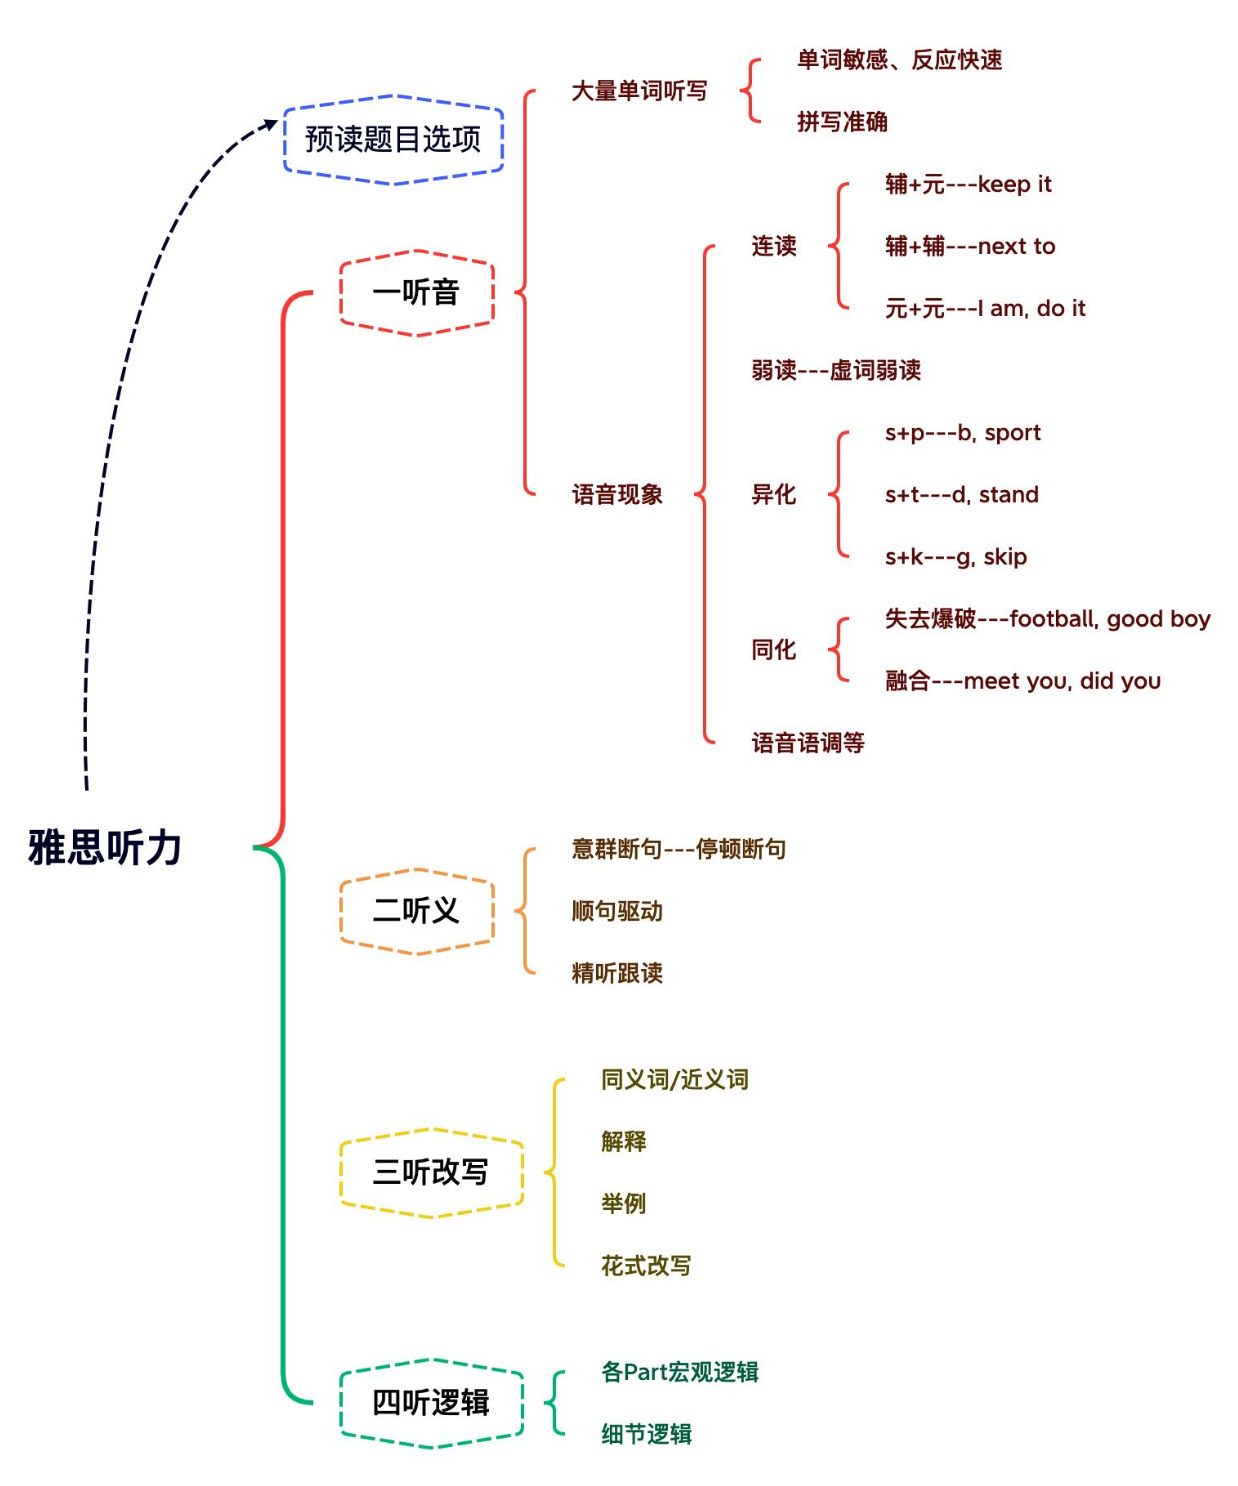 预读题目选项
一听音
大量单词听写
单词敏感、反应快速
拼写准确
语音现象
连读
辅+元---keep it
辅+辅---next to
元+元---I am, do it
弱读---虚词弱读
异化
s+p---b, sport
s+t---d, stand
s+k---g, skip
同化
失去爆破---football, good boy
融合---meet you, did you
语音语调等
雅思听力
二听义
意群断句---停顿断句
顺句驱动
精听跟读
三听改写
同义词/近义词
解释
举例
花式改写
四听逻辑
各Part宏观逻辑
细节逻辑